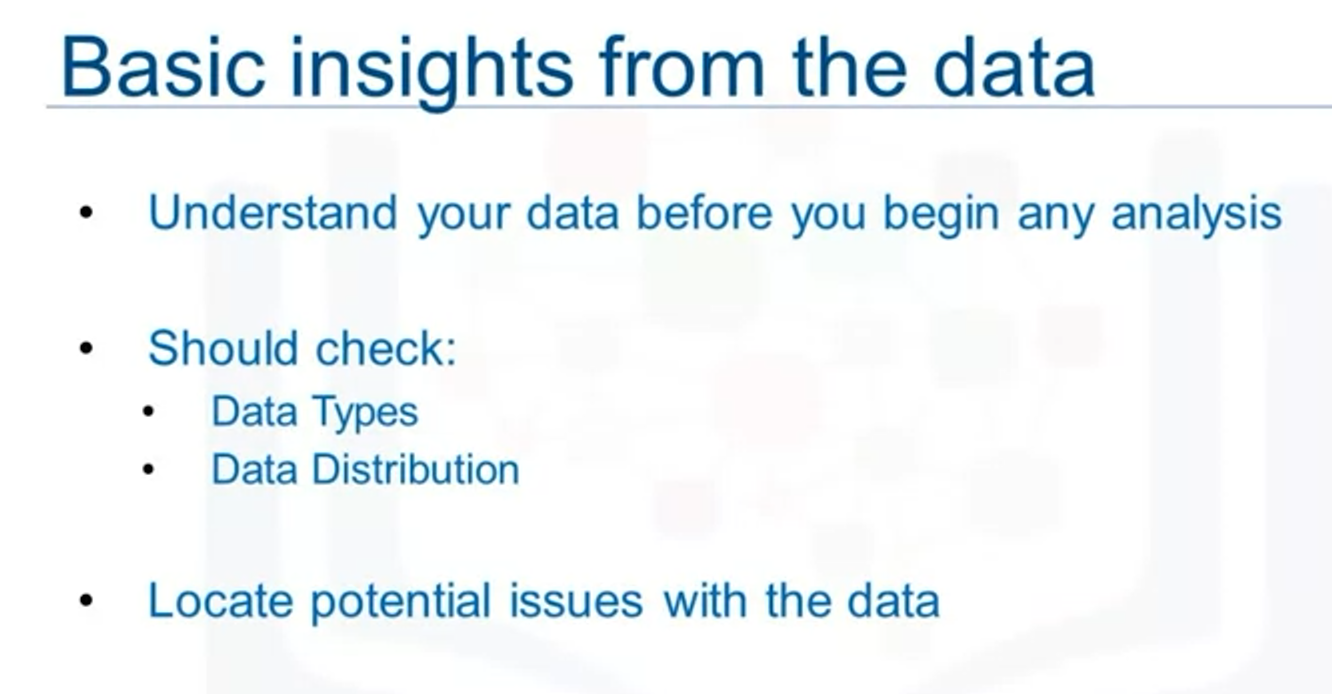 Basic insights from the data
• Understand your data before you begin any analysis
• Should check:
• Data Types
• Data Distribution
• Locate potential issues with the data